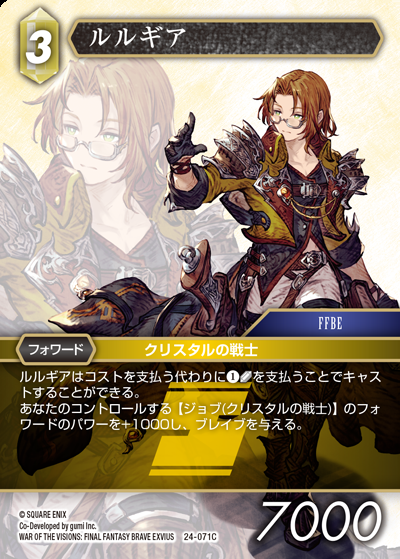 3
ルルギア
FFBE
フォワード
クリスタルの戦士
ルルギアはコストを支払う代わりに❶を支払うことでキャストすることができる。
あなたのコントロールする【ジョブ(クリスタルの戦士)】のフォワードのパワーを+1000し、ブレイブを与える。
© SQUARE ENIX
Co-Developed by gumi Inc.
WAR OF THE VISIONS: FINAL FANTASY BRAVE EXVIUS
24-071C
7000